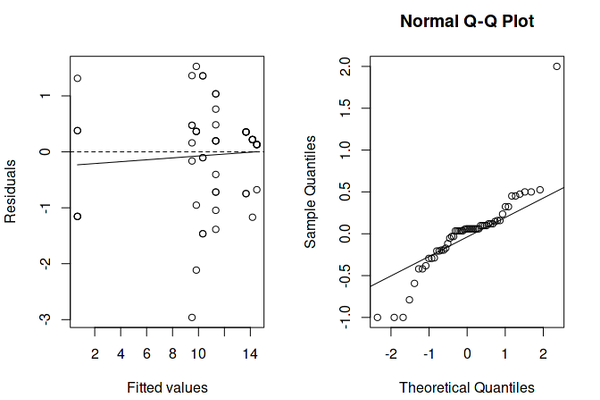 Normal Q-Q Plot
1
0
-1
-2
-3
Residuals
2 4 6 8 10 14
Fitted values
2.0
1.5
1.0
0.5
0.0
-0.5
-1.0
Sample Quantiles
-2 -1 0 1 2
Theoretical Quantiles